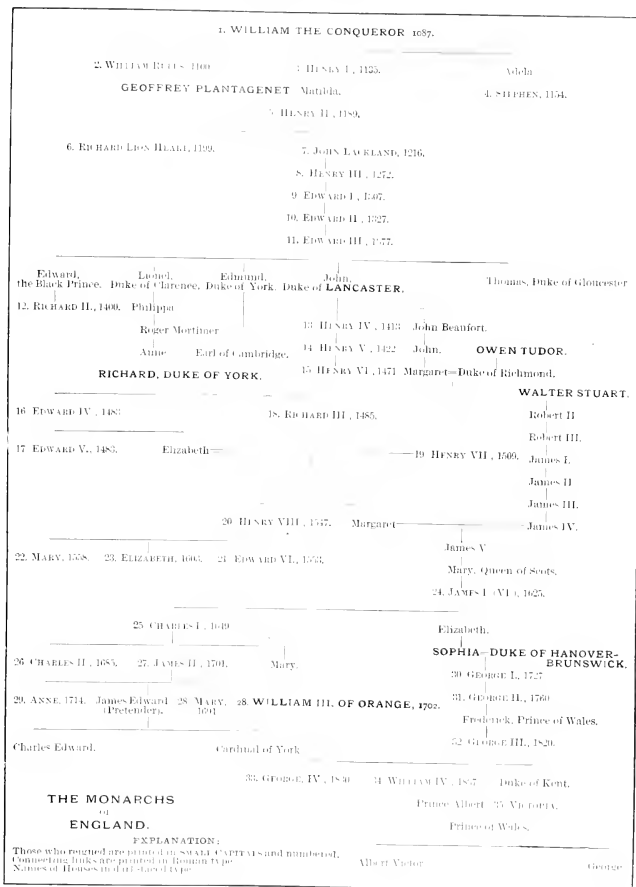 1. WILLIAM THE CONQUEROR 1087.
2. WILLIAM RUFUS 1100 HENRY I, 1135. Adela
GEOFFREY PLANTAGENET Matilda. 4. STEPHEN, 1154.
HENRY II, 1189.
6. RICHARD LION HEART, 1199. 7. JOHN LACKLAND, 1216.
8. HENRY III, 1272.
9 EDWARD I, 1307.
10. EDWARD II, 1327.
11. EDWARD III, 1377.
Edward, Lionel, Edmund, John,
the Black Prince. Duke of Clarence, Duke of York. Duke of LANCASTER, Thomas, Duke of Gloucester
12. RICHARD II., 1400. Philippa
13 HENRY IV, 1413 John Beaufort.
Roger Mortimer
14 HENRY V, 1422 John. OWEN TUDOR.
Anne Earl of Cambridge.
15 HENRY VI, 1471 Margaret=Duke of Richmond.
RICHARD, DUKE OF YORK.
WALTER STUART.
16 EDWARD IV, 1483 18. RICHARD III, 1485. Robert II
Robert III.
17 EDWARD V., 1483. Elizabeth= 19 HENRY VII, 1509. James I.
James II
James III.
20 HENRY VIII, 1547. Margaret James IV.
22. MARY, 1558. 23. ELIZABETH, 1603. 21 EDWARD VI., 1553. James V
Mary, Queen of Scots.
24. JAMES I (VI), 1625.
25 CHARLES I, 1649 Elizabeth.
SOPHIA=DUKE OF HANOVER-
BRUNSWICK.
26 CHARLES II, 1685. 27. JAMES II, 1701. Mary.
30 GEORGE I, 1727
29. ANNE, 1714. James Edward 28 MARY, 28. WILLIAM III, OF ORANGE, 1702. 31. GEORGE II., 1760
(Pretender). 1694
Frederick, Prince of Wales.
32 GEORGE III., 1820.
Charles Edward. Cardinal of York
33. GEORGE, IV, 1830 34 WILLIAM IV, 1837 Duke of Kent.
THE MONARCHS
OF
ENGLAND.
Prince Albert 35 VICTORIA.
Prince of Wales.
EXPLANATION:
Those who reigned are printed in SMALL CAPITALS and numbered,
Connecting links are printed in Roman type
Names of Houses in
Albert Victor George